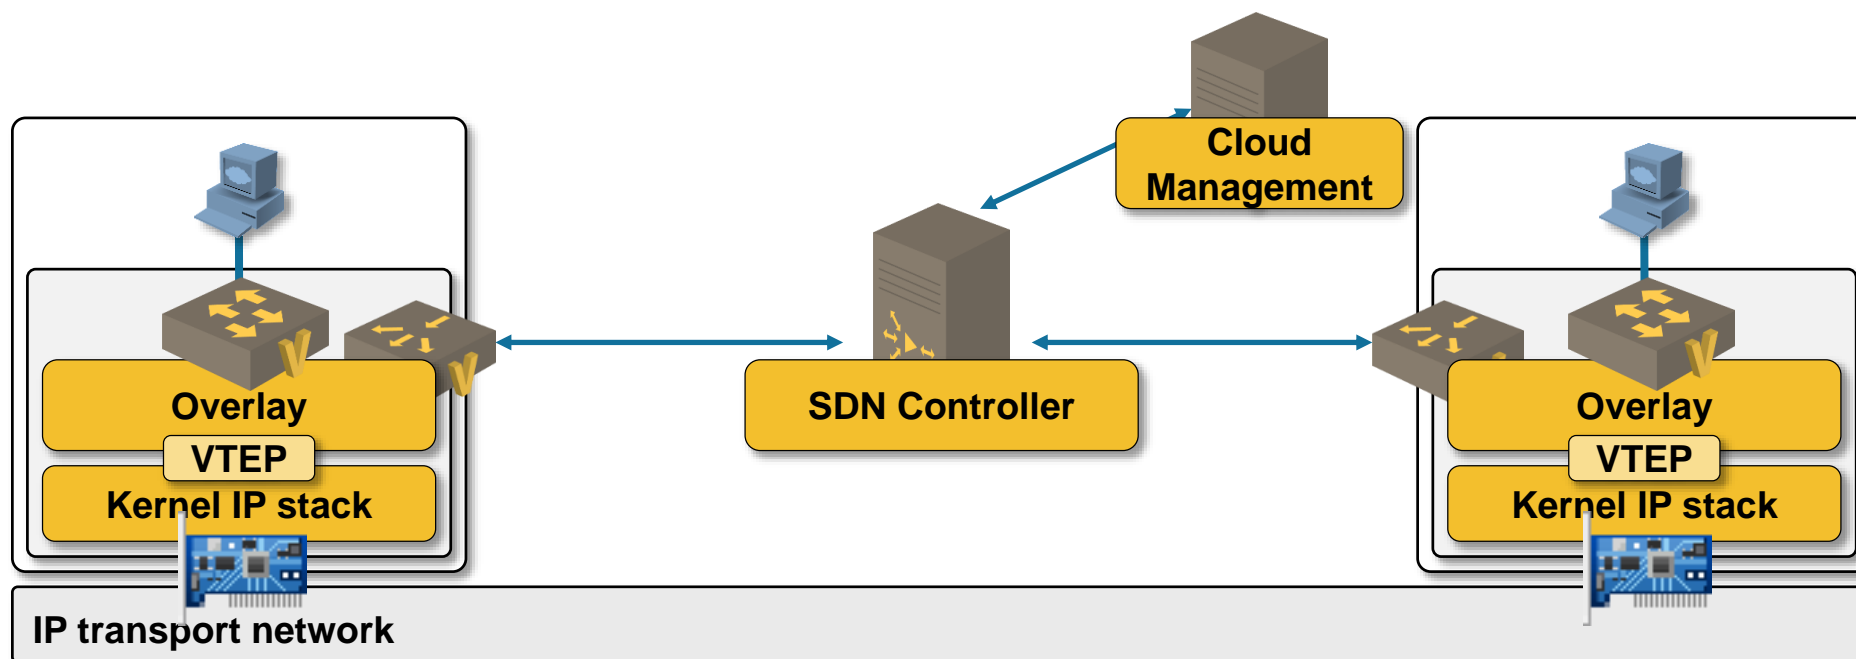 Cloud
Management
Overlay
SDN Controller
Overlay
VTEP
VTEP
Kernel IP stack
Kernel IP stack
IP transport network
V
V
V